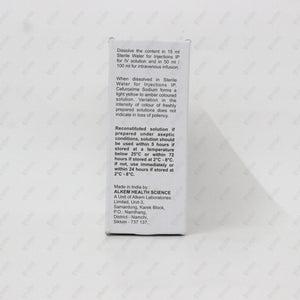 Dissolve the content in 15 ml
Sterile Water for Injections IP
for IV solution and in 50 ml /
100 ml for intravenous infusion.
When dissolved in Sterile
Water for Injections IP,
Cefuroxime Sodium forms a
light yellow to amber coloured
solution. Variation in the
intensity of colour of freshly
prepared solutions does not
indicate in loss of potency.
Reconstituted solution if
prepared under aseptic
conditions, solution should
be used within 5 hours if
stored at a temperature
below 25°C or within 72
hours if stored at 2°C - 8°C.
if not, use immediately or
within 24 hours if stored at
2°C - 8°C.
Made in India by
ALKEM HEALTH SCIENCE
A Unit of Alkem Laboratories
Limited, Unit-3,
Samardung, Karek Block,
P.O.: Namthang,
District - Namchi,
Sikkim - 737 137.